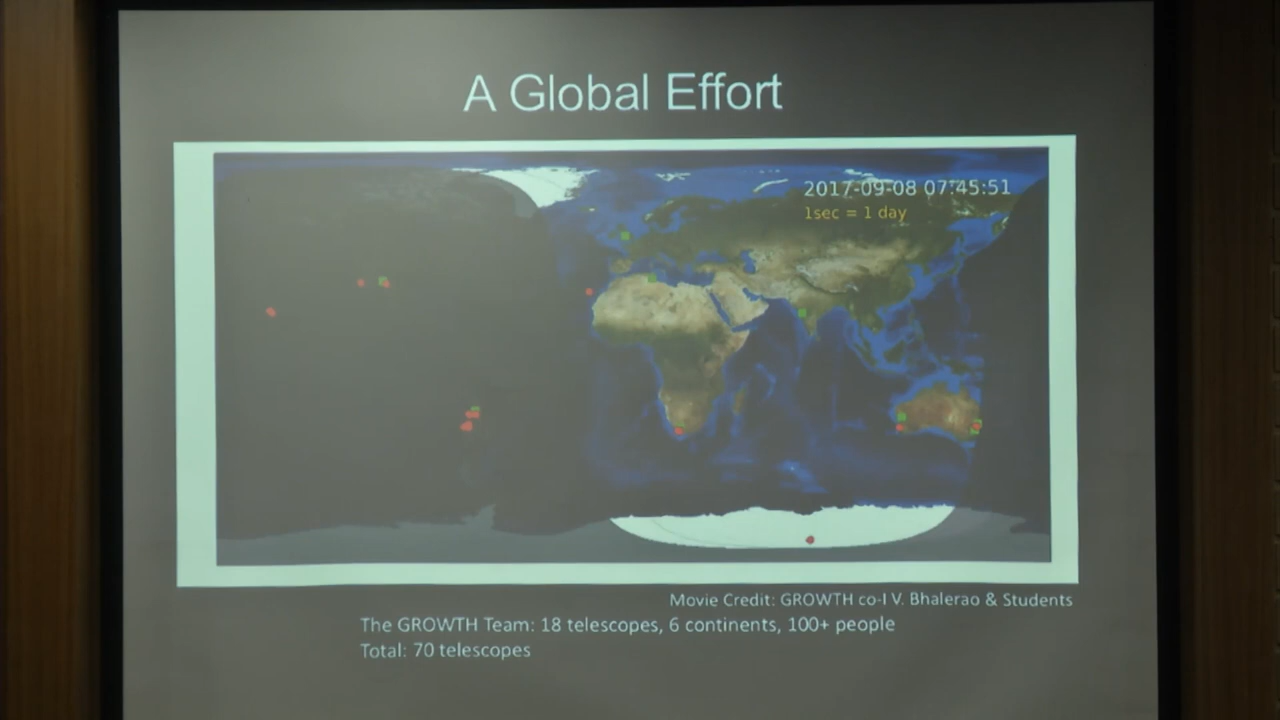 A Global Effort
2017-09-08 07:45:51
1sec = 1 day
Movie Credit: GROWTH co-I V. Bhalerao & Students
The GROWTH Team: 18 telescopes, 6 continents, 100+ people
Total: 70 telescopes